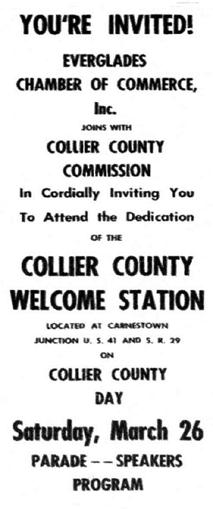 YOU'RE INVITED!
EVERGLADES
CHAMBER OF COMMERCE,
Inc.
JOINS WITH
COLLIER COUNTY
COMMISSION
In Cordially Inviting You
To Attend the Dedication
OF THE
COLLIER COUNTY
WELCOME STATION
LOCATED AT CARNESTOWN
JUNCTION U. S. 41 AND S. R. 29
ON
COLLIER COUNTY
DAY
Saturday, March 26
PARADE -- SPEAKERS
PROGRAM